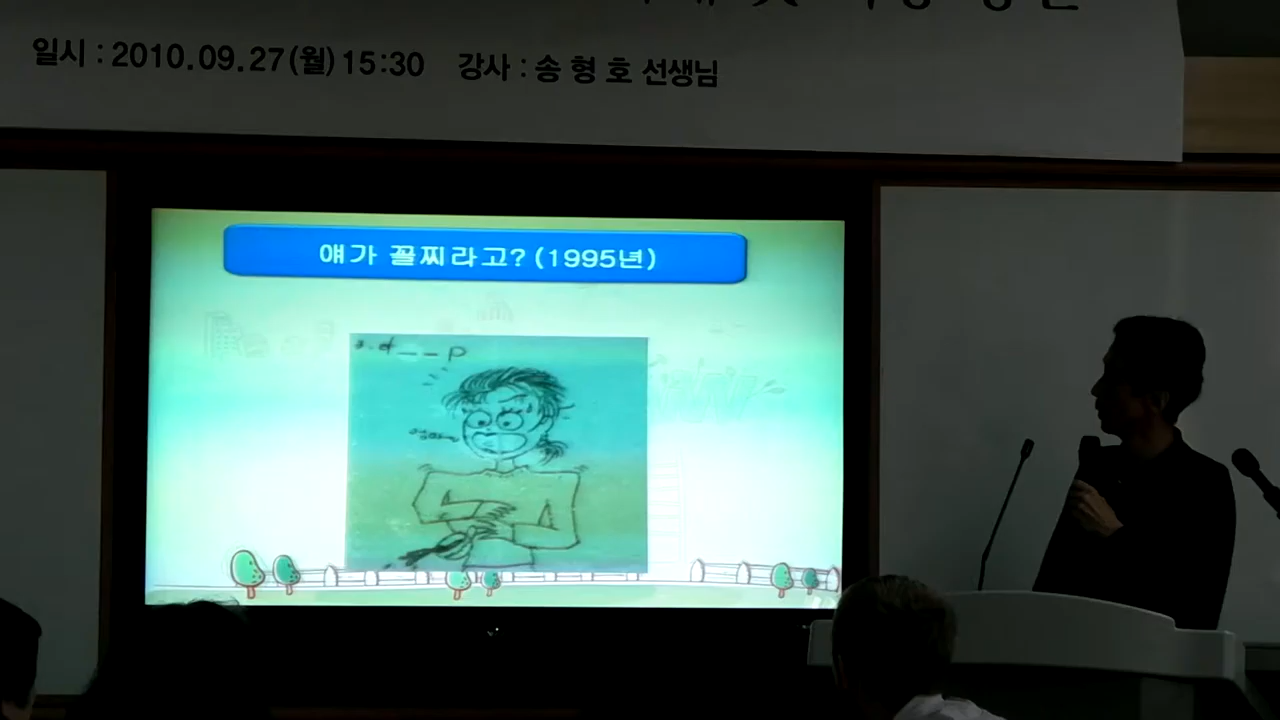 일시 : 2010.09.27(월) 15:30 강사 : 송 형 호 선생님
얘가 꼴찌라고? (1995년)